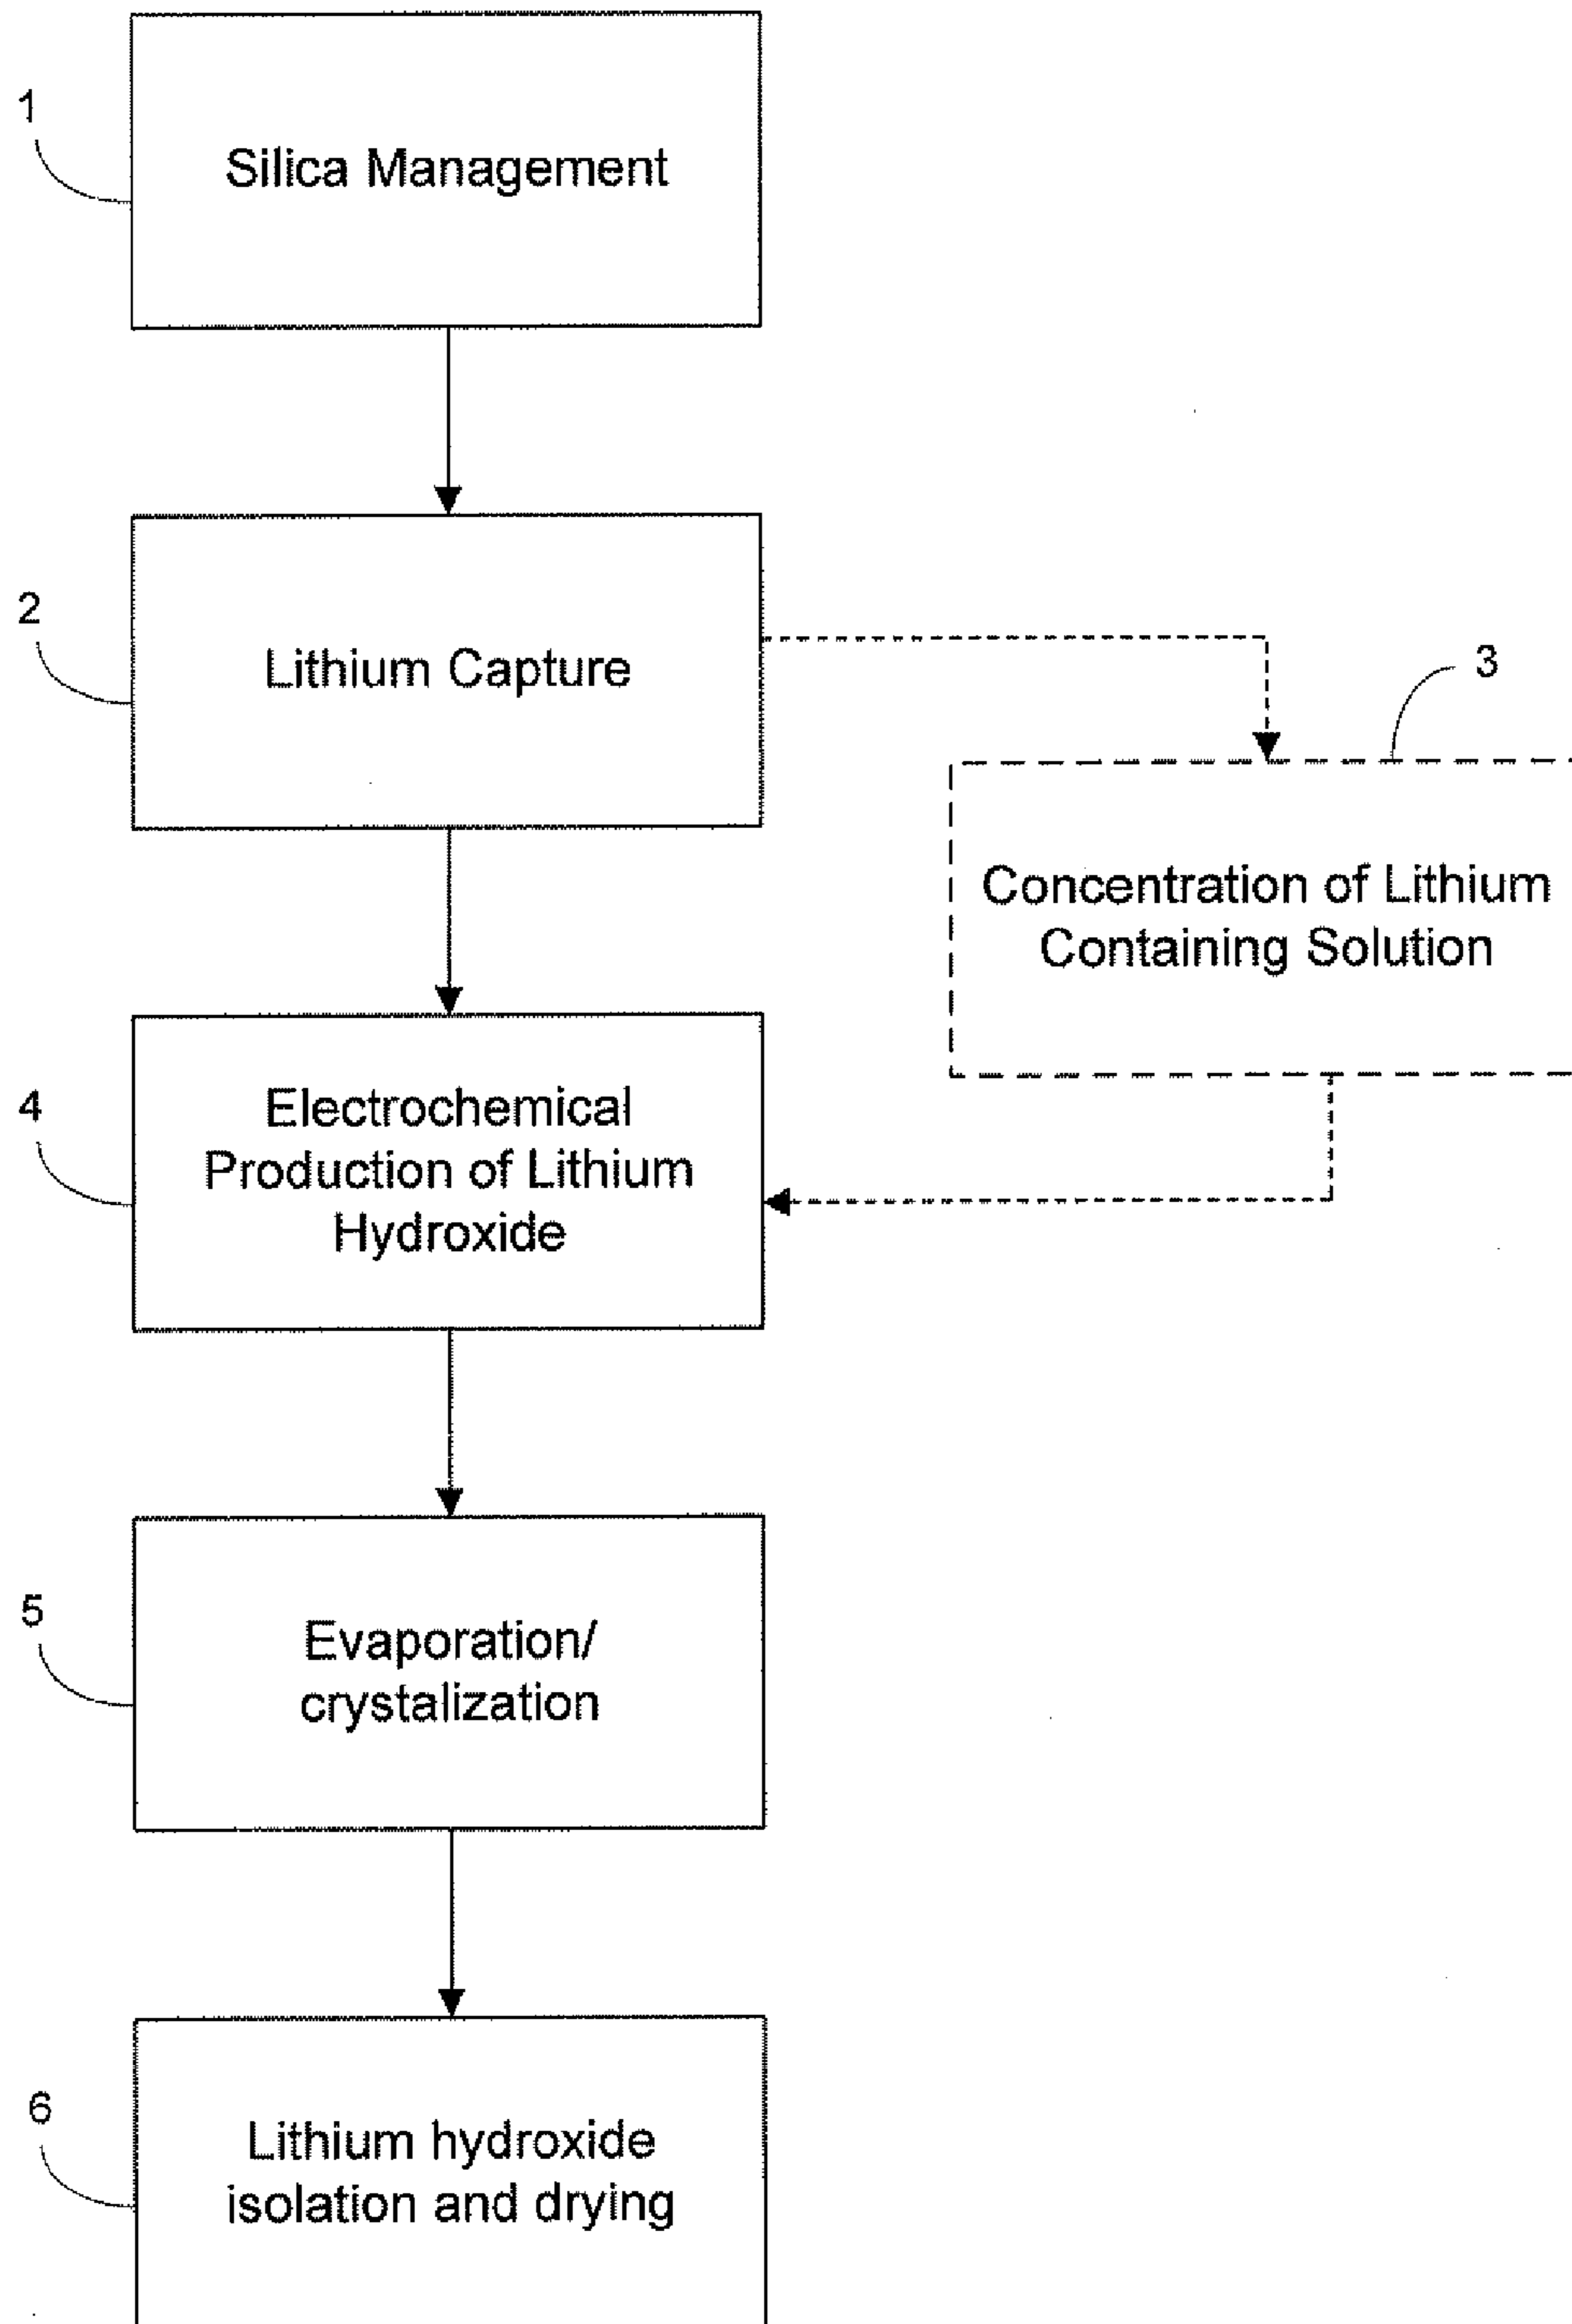 1
Silica Management
2
Lithium Capture
3
Concentration of Lithium
Containing Solution
4
Electrochemical
Production of Lithium
Hydroxide
5
Evaporation/
crystalization
6
Lithium hydroxide
isolation and drying